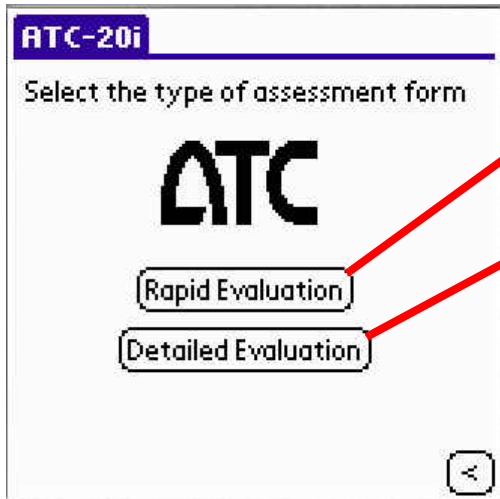 ATC-20i
Select the type of assessment form
ATC
Rapid Evaluation
Detailed Evaluation
<